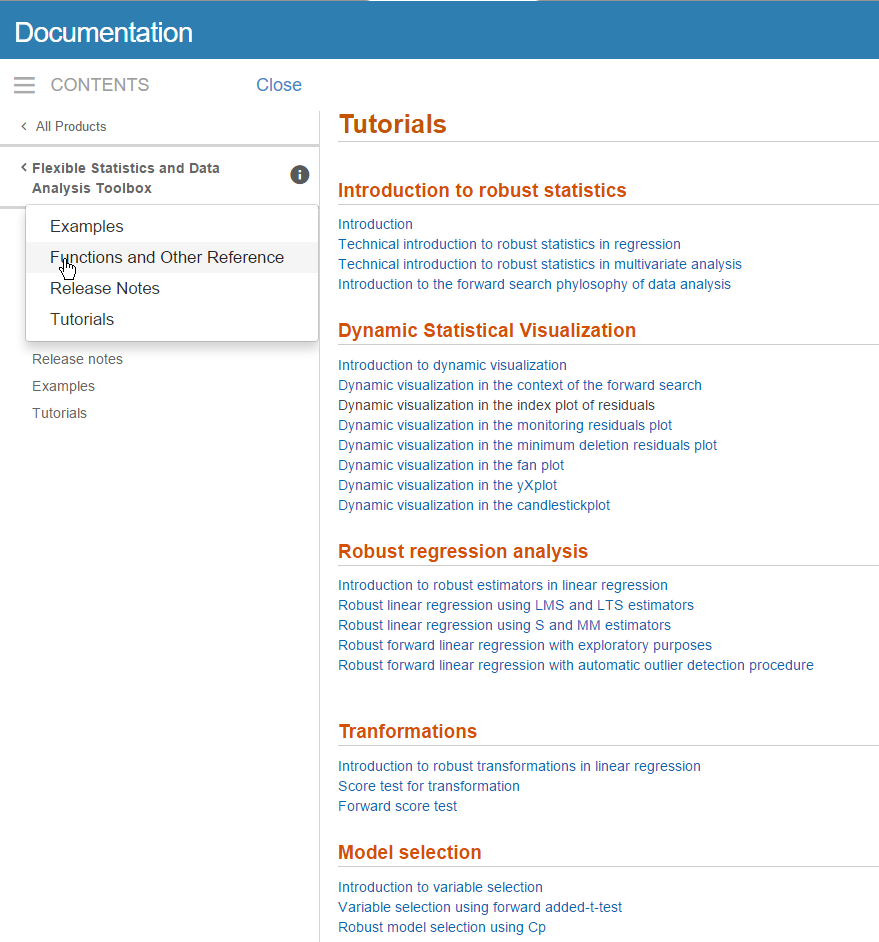 Documentation
CONTENTS
Close
All Products
Flexible Statistics and Data
Analysis Toolbox
Examples
Functions and Other Reference
Release Notes
Tutorials
Release notes
Examples
Tutorials
Tutorials
Introduction to robust statistics
Introduction
Technical introduction to robust statistics in regression
Technical introduction to robust statistics in multivariate analysis
Introduction to the forward search phylosophy of data analysis
Dynamic Statistical Visualization
Introduction to dynamic visualization
Dynamic visualization in the context of the forward search
Dynamic visualization in the index plot of residuals
Dynamic visualization in the monitoring residuals plot
Dynamic visualization in the minimum deletion residuals plot
Dynamic visualization in the fan plot
Dynamic visualization in the yXplot
Dynamic visualization in the candlestickplot
Robust regression analysis
Introduction to robust estimators in linear regression
Robust linear regression using LMS and LTS estimators
Robust linear regression using S and MM estimators
Robust forward linear regression with exploratory purposes
Robust forward linear regression with automatic outlier detection procedure
Tranformations
Introduction to robust transformations in linear regression
Score test for transformation
Forward score test
Model selection
Introduction to variable selection
Variable selection using forward added-t-test
Robust model selection using Cp